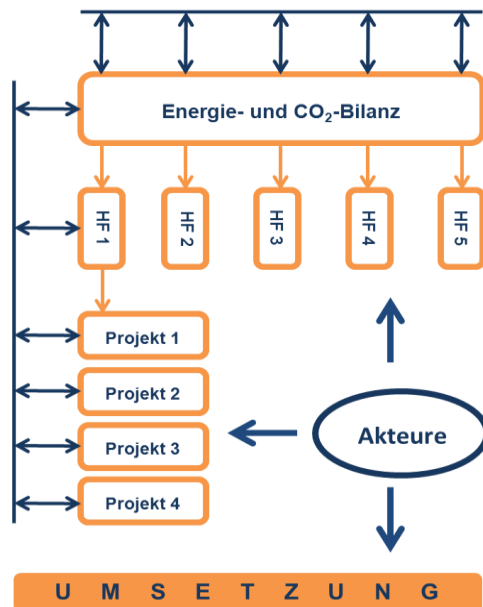 Energie- und CO₂-Bilanz
HF 1
HF 2
HF 3
HF 4
HF 5
Projekt 1
Projekt 2
Projekt 3
Projekt 4
Akteure
U M S E T Z U N G